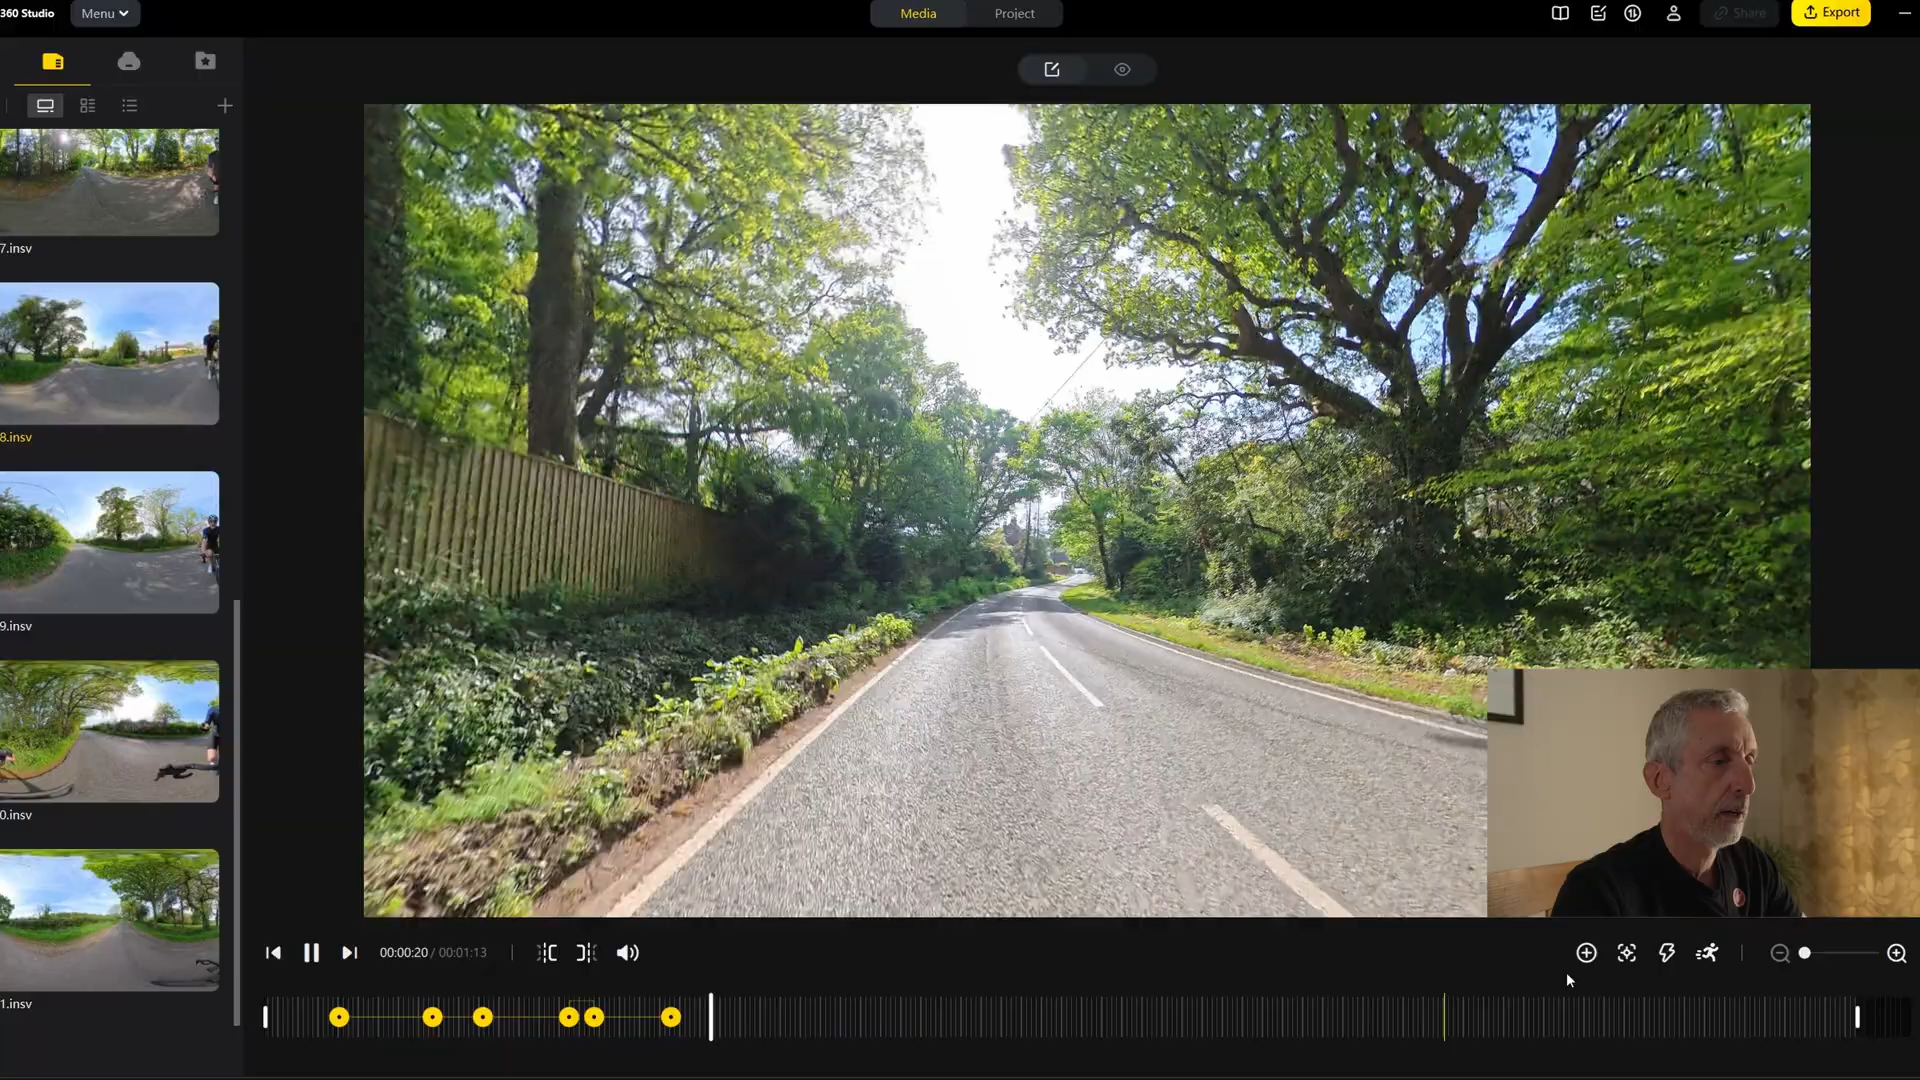 360 Studio
Menu
Media
Project
Share
Export
7.insv
8.insv
9.insv
0.insv
1.insv
00:00:20 / 00:01:13